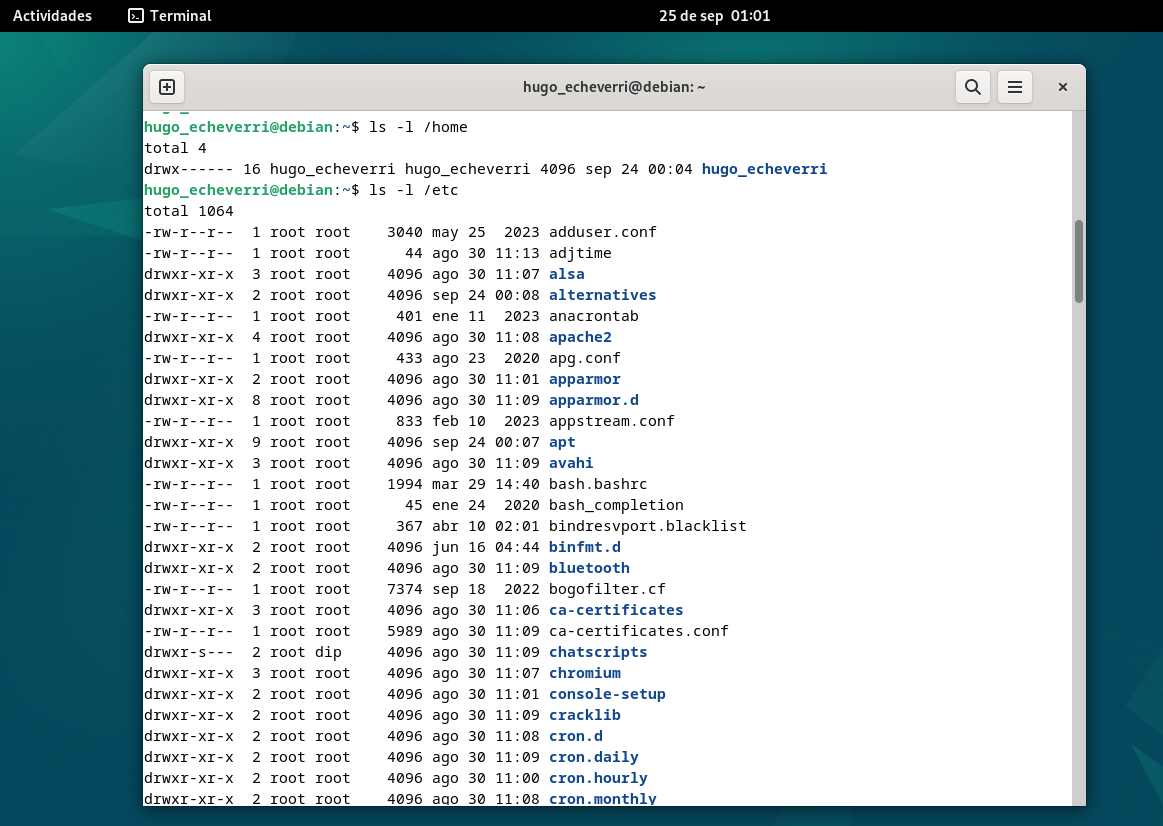 Actividades Terminal 25 de sep 01:01
hugo_echeverri@debian: ~
hugo_echeverri@debian:~$ ls -l /home
total 4
drwx------ 16 hugo_echeverri hugo_echeverri 4096 sep 24 00:04 hugo_echeverri
hugo_echeverri@debian:~$ ls -l /etc
total 1064
-rw-r--r--  1 root root    3040 may 25  2023 adduser.conf
-rw-r--r--  1 root root      44 ago 30 11:13 adjtime
drwxr-xr-x  3 root root    4096 ago 30 11:07 alsa
drwxr-xr-x  2 root root    4096 sep 24 00:08 alternatives
-rw-r--r--  1 root root     401 ene 11  2023 anacrontab
drwxr-xr-x  4 root root    4096 ago 30 11:08 apache2
-rw-r--r--  1 root root     433 ago 23  2020 apg.conf
drwxr-xr-x  2 root root    4096 ago 30 11:01 apparmor
drwxr-xr-x  8 root root    4096 ago 30 11:09 apparmor.d
-rw-r--r--  1 root root     833 feb 10  2023 appstream.conf
drwxr-xr-x  9 root root    4096 sep 24 00:07 apt
drwxr-xr-x  3 root root    4096 ago 30 11:09 avahi
-rw-r--r--  1 root root    1994 mar 29 14:40 bash.bashrc
-rw-r--r--  1 root root      45 ene 24  2020 bash_completion
-rw-r--r--  1 root root     367 abr 10 02:01 bindresvport.blacklist
drwxr-xr-x  2 root root    4096 jun 16 04:44 binfmt.d
drwxr-xr-x  2 root root    4096 ago 30 11:09 bluetooth
-rw-r--r--  1 root root    7374 sep 18  2022 bogofilter.cf
drwxr-xr-x  3 root root    4096 ago 30 11:06 ca-certificates
-rw-r--r--  1 root root    5989 ago 30 11:09 ca-certificates.conf
drwxr-s---  2 root dip     4096 ago 30 11:09 chatscripts
drwxr-xr-x  3 root root    4096 ago 30 11:07 chromium
drwxr-xr-x  2 root root    4096 ago 30 11:01 console-setup
drwxr-xr-x  2 root root    4096 ago 30 11:09 cracklib
drwxr-xr-x  2 root root    4096 ago 30 11:08 cron.d
drwxr-xr-x  2 root root    4096 ago 30 11:09 cron.daily
drwxr-xr-x  2 root root    4096 ago 30 11:00 cron.hourly
drwxr-xr-x  2 root root    4096 ago 30 11:08 cron.monthly